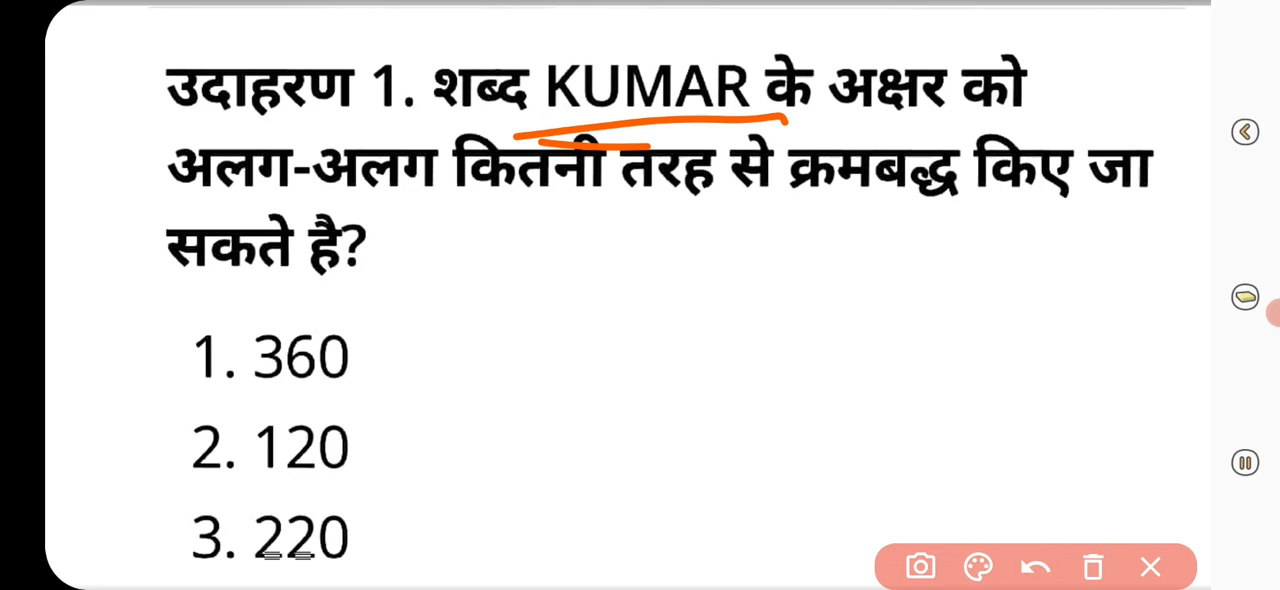 उदाहरण 1. शब्द KUMAR के अक्षर को
अलग-अलग कितनी तरह से क्रमबद्ध किए जा
सकते है?
1. 360
2. 120
3. 220